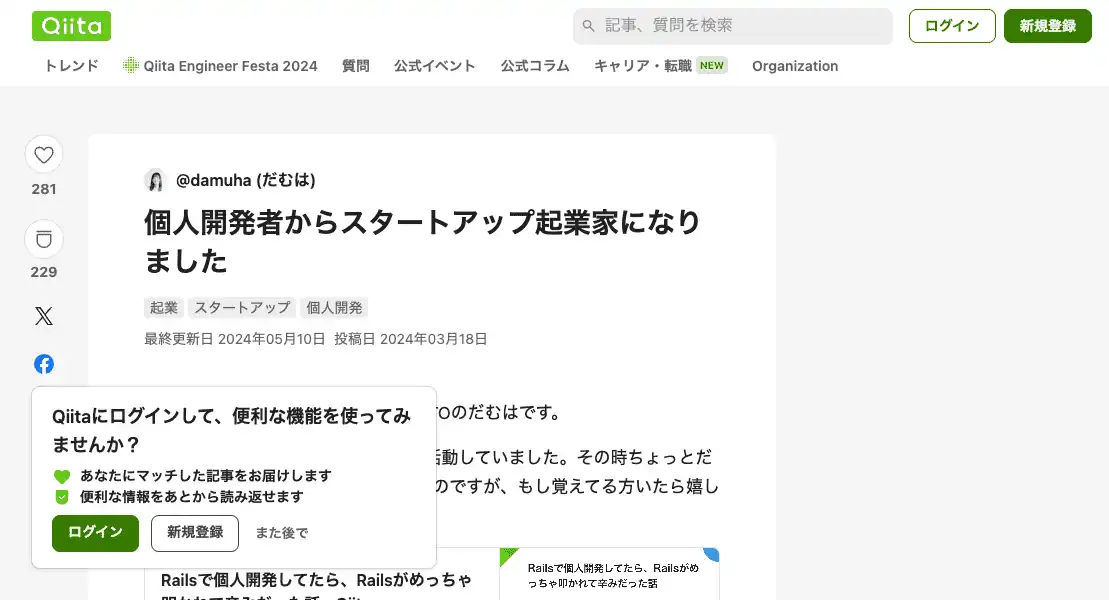 Qiita
記事、質問を検索
ログイン
新規登録
トレンド
Qiita Engineer Festa 2024
質問
公式イベント
公式コラム
キャリア・転職 NEW
Organization
281
229
@damuha (だむは)
個人開発者からスタートアップ起業家になり
ました
起業 スタートアップ 個人開発
最終更新日 2024年05月10日 投稿日 2024年03月18日
Oのだむはです。
活動していました。その時ちょっとだ
のですが、もし覚えてる方いたら嬉し
Qiitaにログインして、便利な機能を使ってみ
ませんか？
あなたにマッチした記事をお届けします
便利な情報をあとから読み返せます
ログイン
新規登録
また後で
Railsで個人開発してたら、Railsがめっちゃ
Railsで個人開発してたら、Railsがめ
っちゃ叩かれて辛みだった話